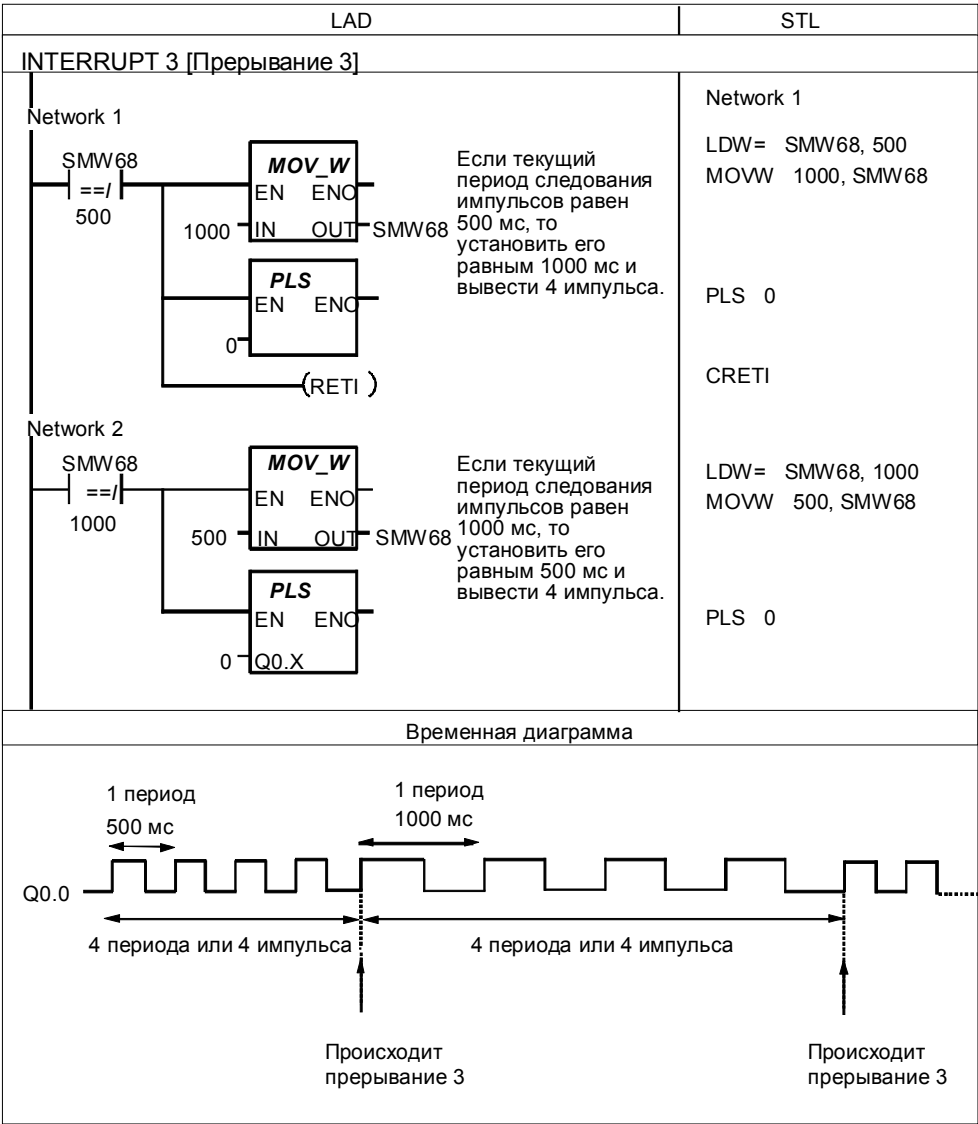 LAD
STL
INTERRUPT 3 [Прерывание 3]
Network 1
SMW68
==/
500
MOV_W
EN ENO
1000 IN OUT SMW68
PLS
EN ENO
0
(RETI )
Если текущий
период следования
импульсов равен
500 мс, то
установить его
равным 1000 мс и
вывести 4 импульса.
Network 1
LDW= SMW68, 500
MOVW 1000, SMW68
PLS 0
CRETI
Network 2
SMW68
==/
1000
MOV_W
EN ENO
500 IN OUT SMW68
PLS
EN ENO
0 Q0.X
Если текущий
период следования
импульсов равен
1000 мс, то
установить его
равным 500 мс и
вывести 4 импульса.
LDW= SMW68, 1000
MOVW 500, SMW68
PLS 0
Временная диаграмма
1 период
500 мс
1 период
1000 мс
Q0.0
4 периода или 4 импульса
4 периода или 4 импульса
Происходит
прерывание 3
Происходит
прерывание 3